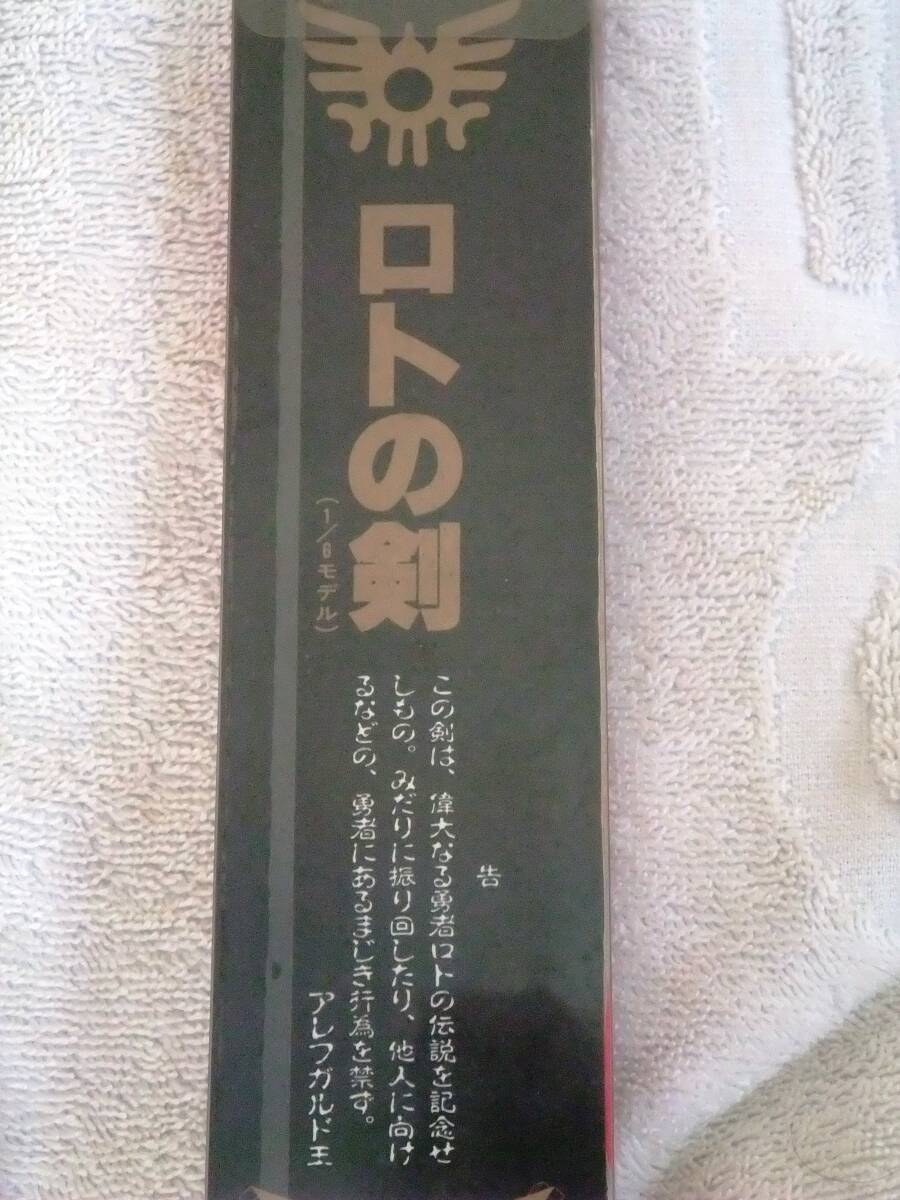 ロトの剣
(1/6モデル)
告
この剣は、偉大なる勇者ロトの伝説を記念せ
しもの。みだりに振り回したり、他人に向け
るなどの、勇者にあるまじき行為を禁ず。
アレフガルド王